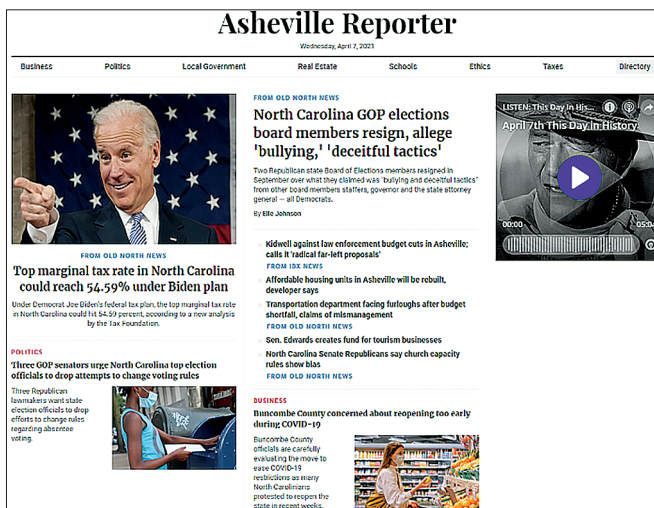 Asheville Reporter
Wednesday, April 7, 2021
Business Politics Local Government Real Estate Schools Ethics Taxes Directory
FROM OLD NORTH NEWS
Top marginal tax rate in North Carolina
could reach 54.59% under Biden plan
Under Democrat Joe Biden's federal tax plan, the top marginal tax rate
in North Carolina could hit 54.59 percent, according to a new analysis
by the Tax Foundation.
POLITICS
Three GOP senators urge North Carolina top election
officials to drop attempts to change voting rules
Three Republican
lawmakers want state
election officials to drop
efforts to change rules
regarding absentee
voting.
FROM OLD NORTH NEWS
North Carolina GOP elections
board members resign, allege
'bullying,' 'deceitful tactics'
Two Republican state Board of Elections members resigned in
September over what they claimed was "bullying and deceitful tactics"
from other board members staffers, governor and the state attorney
general -- all Democrats.
By Elle Johnson
Kidwell against law enforcement budget cuts in Asheville;
calls it 'radical far-left proposals'
FROM IDX NEWS
Affordable housing units in Asheville will be rebuilt,
developer says
Transportation department facing furloughs after budget
shortfall, claims of mismanagement
FROM OLD NORTH NEWS
Sen. Edwards creates fund for tourism businesses
North Carolina Senate Republicans say church capacity
rules show bias
FROM OLD NORTH NEWS
BUSINESS
Buncombe County concerned about reopening too early
during COVID-19
Buncombe County
officials are carefully
evaluating the move to
ease COVID-19
restrictions as many
North Carolinians
protested to reopen the
state in recent weeks.
LISTEN: This Day in His...
April 7th This Day in History
00:00 05:0